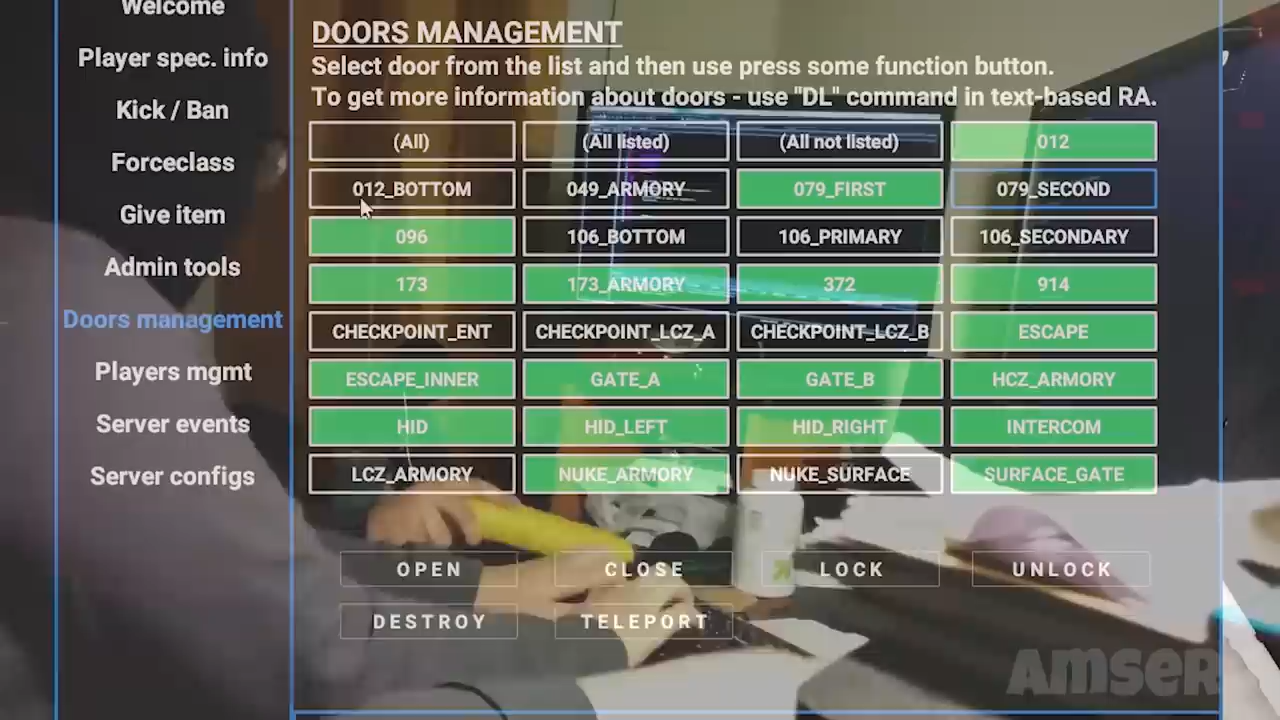 Welcome
Player spec. info
Kick / Ban
Forceclass
Give item
Admin tools
Doors management
Players mgmt
Server events
Server configs
DOORS MANAGEMENT
Select door from the list and then use press some function button.
To get more information about doors - use "DL" command in text-based RA.
(All) (All listed) (All not listed) 012
012_BOTTOM 049_ARMORY 079_FIRST 079_SECOND
096 106_BOTTOM 106_PRIMARY 106_SECONDARY
173 173_ARMORY 372 914
CHECKPOINT_ENT CHECKPOINT_LCZ_A CHECKPOINT_LCZ_B ESCAPE
ESCAPE_INNER GATE_A GATE_B HCZ_ARMORY
HID HID_LEFT HID_RIGHT INTERCOM
LCZ_ARMORY NUKE_ARMORY NUKE_SURFACE SURFACE_GATE
OPEN CLOSE LOCK UNLOCK
DESTROY TELEPORT
Amser